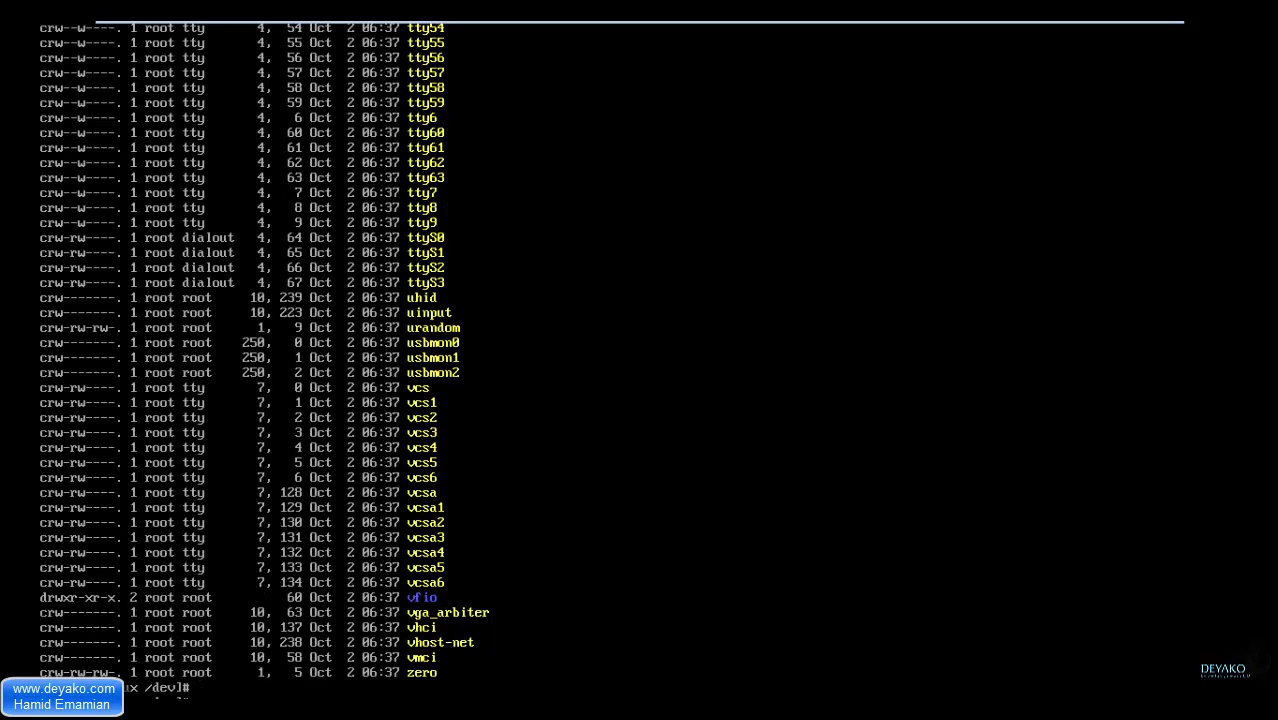 crw--w----. 1 root tty 4, 54 Oct 2 06:37 tty54
crw--w----. 1 root tty 4, 55 Oct 2 06:37 tty55
crw--w----. 1 root tty 4, 56 Oct 2 06:37 tty56
crw--w----. 1 root tty 4, 57 Oct 2 06:37 tty57
crw--w----. 1 root tty 4, 58 Oct 2 06:37 tty58
crw--w----. 1 root tty 4, 59 Oct 2 06:37 tty59
crw--w----. 1 root tty 4, 6 Oct 2 06:37 tty6
crw--w----. 1 root tty 4, 60 Oct 2 06:37 tty60
crw--w----. 1 root tty 4, 61 Oct 2 06:37 tty61
crw--w----. 1 root tty 4, 62 Oct 2 06:37 tty62
crw--w----. 1 root tty 4, 63 Oct 2 06:37 tty63
crw--w----. 1 root tty 4, 7 Oct 2 06:37 tty7
crw--w----. 1 root tty 4, 8 Oct 2 06:37 tty8
crw--w----. 1 root tty 4, 9 Oct 2 06:37 tty9
crw-rw----. 1 root dialout 4, 64 Oct 2 06:37 ttyS0
crw-rw----. 1 root dialout 4, 65 Oct 2 06:37 ttyS1
crw-rw----. 1 root dialout 4, 66 Oct 2 06:37 ttyS2
crw-rw----. 1 root dialout 4, 67 Oct 2 06:37 ttyS3
crw-------. 1 root root 10, 239 Oct 2 06:37 uhid
crw-------. 1 root root 10, 223 Oct 2 06:37 uinput
crw-rw-rw-. 1 root root 1, 9 Oct 2 06:37 urandom
crw-------. 1 root root 250, 0 Oct 2 06:37 usbmon0
crw-------. 1 root root 250, 1 Oct 2 06:37 usbmon1
crw-------. 1 root root 250, 2 Oct 2 06:37 usbmon2
crw-rw----. 1 root tty 7, 0 Oct 2 06:37 vcs
crw-rw----. 1 root tty 7, 1 Oct 2 06:37 vcs1
crw-rw----. 1 root tty 7, 2 Oct 2 06:37 vcs2
crw-rw----. 1 root tty 7, 3 Oct 2 06:37 vcs3
crw-rw----. 1 root tty 7, 4 Oct 2 06:37 vcs4
crw-rw----. 1 root tty 7, 5 Oct 2 06:37 vcs5
crw-rw----. 1 root tty 7, 6 Oct 2 06:37 vcs6
crw-rw----. 1 root tty 7, 128 Oct 2 06:37 vcsa
crw-rw----. 1 root tty 7, 129 Oct 2 06:37 vcsa1
crw-rw----. 1 root tty 7, 130 Oct 2 06:37 vcsa2
crw-rw----. 1 root tty 7, 131 Oct 2 06:37 vcsa3
crw-rw----. 1 root tty 7, 132 Oct 2 06:37 vcsa4
crw-rw----. 1 root tty 7, 133 Oct 2 06:37 vcsa5
crw-rw----. 1 root tty 7, 134 Oct 2 06:37 vcsa6
drwxr-xr-x. 2 root root 60 Oct 2 06:37 vfio
crw-------. 1 root root 10, 63 Oct 2 06:37 vga_arbiter
crw-------. 1 root root 10, 137 Oct 2 06:37 vhci
crw-------. 1 root root 10, 238 Oct 2 06:37 vhost-net
crw-------. 1 root root 10, 58 Oct 2 06:37 vmci
crw-rw-rw-. 1 root root 1, 5 Oct 2 06:37 zero
/dev]#
www.deyako.com
Hamid Emamian
DEYAKO